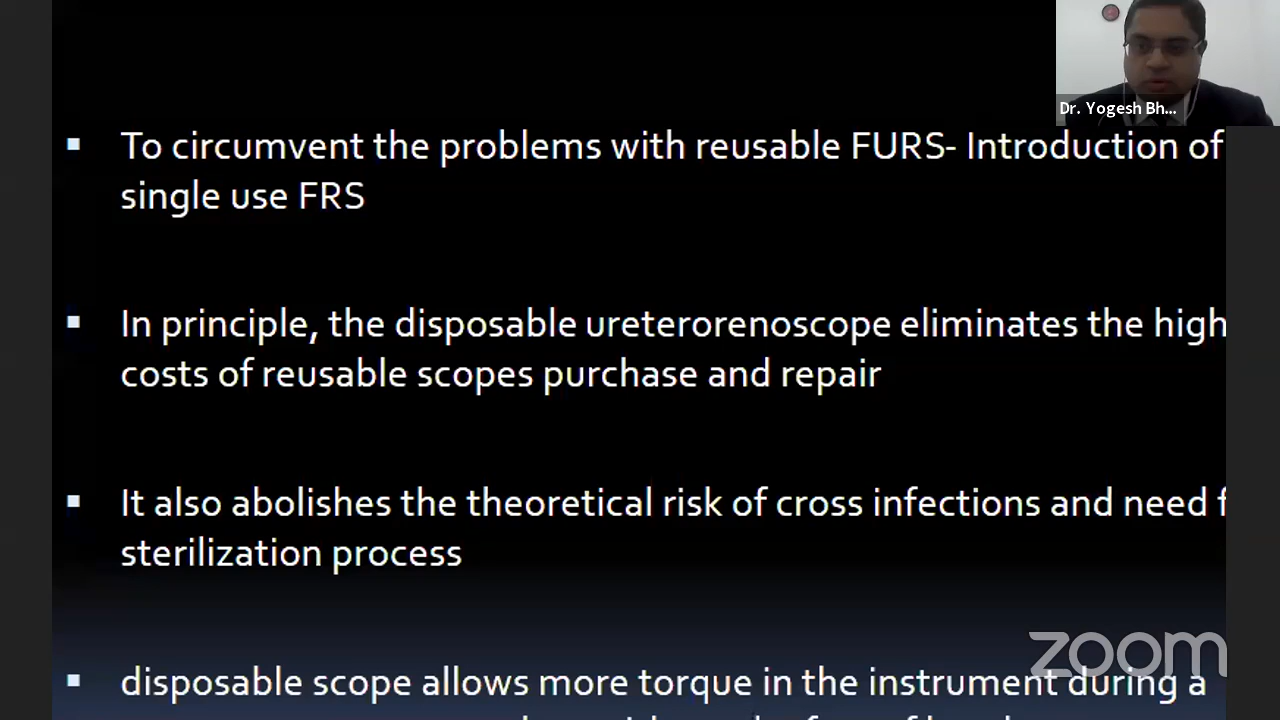 Dr. Yogesh Bh...
▪ To circumvent the problems with reusable FURS- Introduction of
single use FRS
▪ In principle, the disposable ureterorenoscope eliminates the high
costs of reusable scopes purchase and repair
▪ It also abolishes the theoretical risk of cross infections and need f
sterilization process
▪ disposable scope allows more torque in the instrument during a
zoom